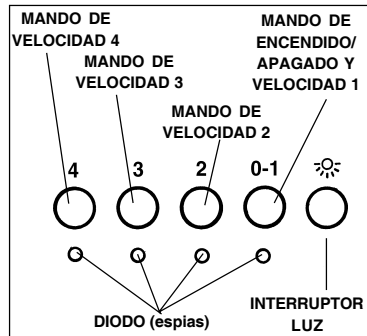 MANDO DE
VELOCIDAD 4
MANDO DE
VELOCIDAD 3
MANDO DE
VELOCIDAD 2
MANDO DE
ENCENDIDO/
APAGADO Y
VELOCIDAD 1
4
3
2
0-1
DIODO (espias)
INTERRUPTOR
LUZ